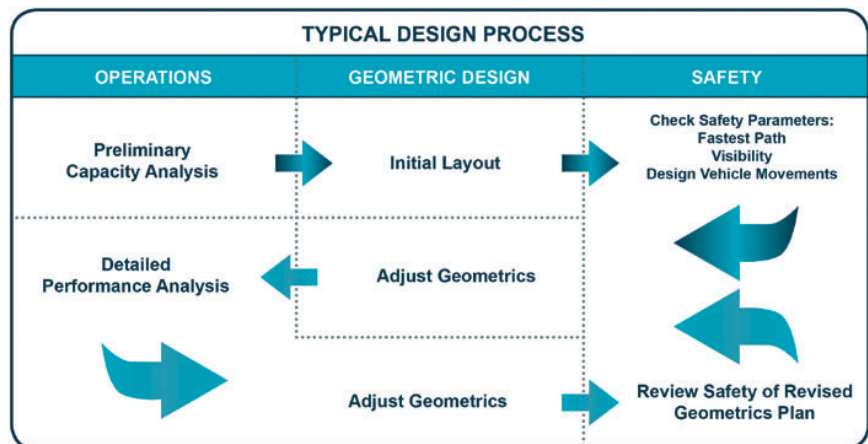 TYPICAL DESIGN PROCESS
OPERATIONS
GEOMETRIC DESIGN
SAFETY
Preliminary
Capacity Analysis
Initial Layout
Check Safety Parameters:
Fastest Path
Visibility
Design Vehicle Movements
Detailed
Performance Analysis
Adjust Geometrics
Adjust Geometrics
Review Safety of Revised
Geometrics Plan